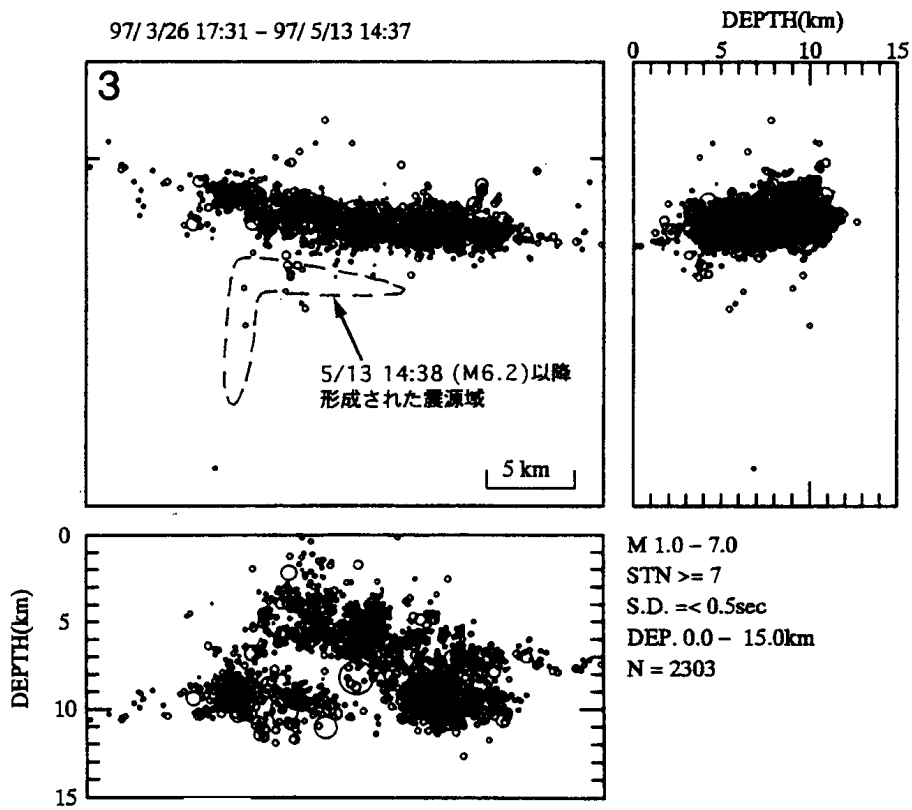 97/ 3/26 17:31 – 97/ 5/13 14:37
DEPTH(km)
0 5 10 15
3
5/13 14:38 (M6.2)以降
形成された震源域
5 km
0
5
10
15
DEPTH(km)
M 1.0 – 7.0
STN >= 7
S.D. =< 0.5sec
DEP. 0.0 – 15.0km
N = 2303